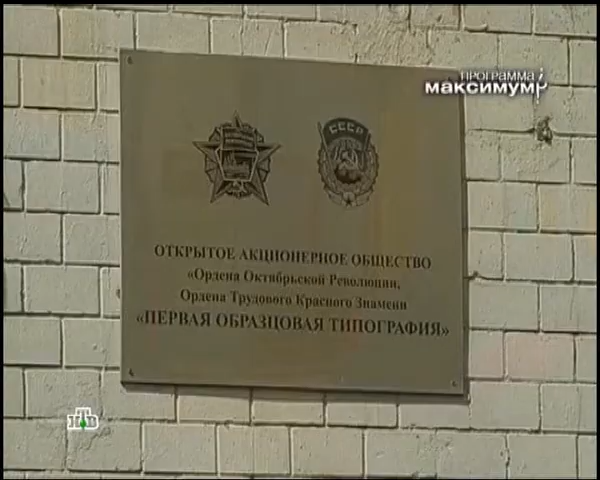 ПРОГРАММА
МАКСИМУМ
СССР
ОТКРЫТОЕ АКЦИОНЕРНОЕ ОБЩЕСТВО
«Ордена Октябрьской Революции,
Ордена Трудового Красного Знамени
«ПЕРВАЯ ОБРАЗЦОВАЯ ТИПОГРАФИЯ»
НТВ